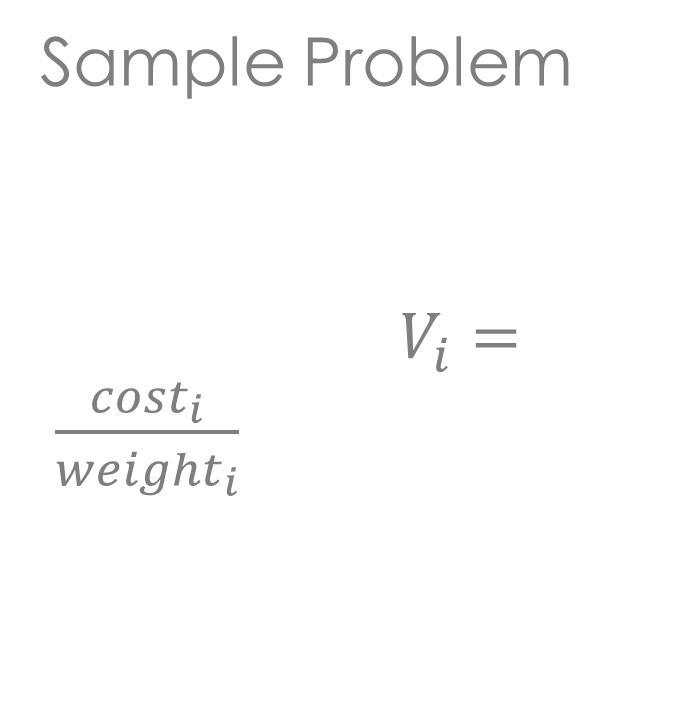 Sample Problem
𝑉𝑖 =
𝑐𝑜𝑠𝑡𝑖
𝑤𝑒𝑖𝑔ℎ𝑡𝑖